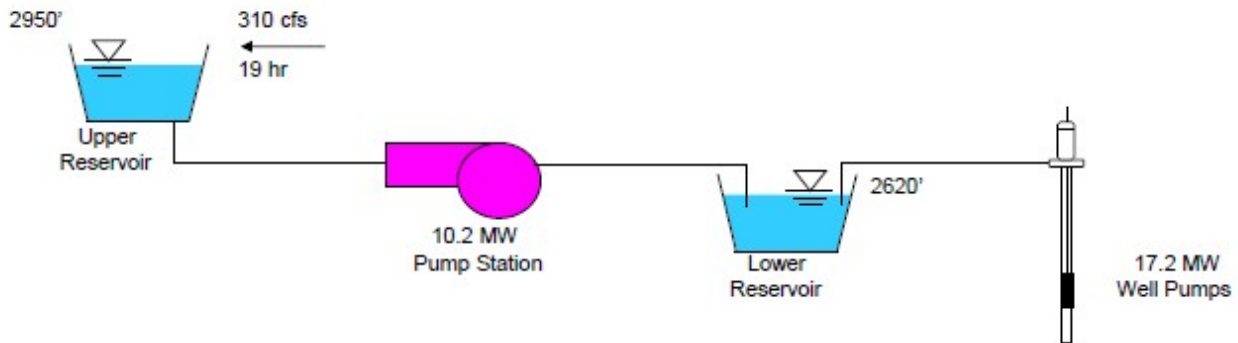 2950’
310 cfs
19 hr
Upper
Reservoir
10.2 MW
Pump Station
2620’
Lower
Reservoir
17.2 MW
Well Pumps